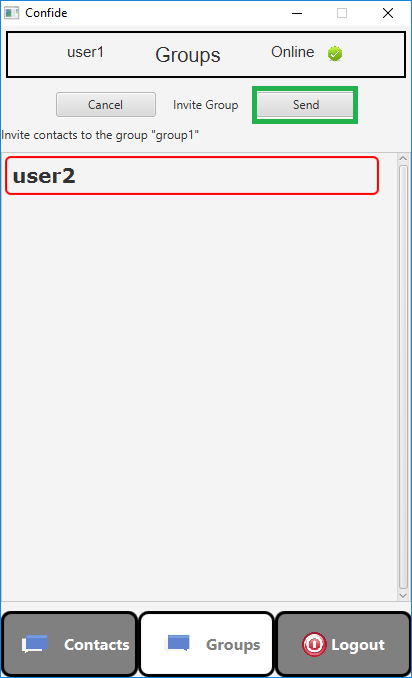 Confide
user1 Groups Online
Cancel Invite Group Send
Invite contacts to the group "group1"
user2
Contacts Groups Logout